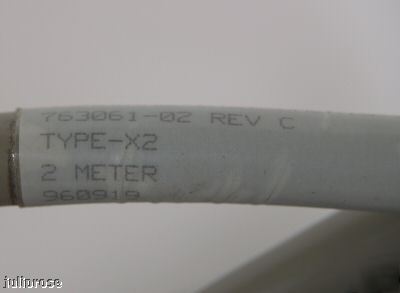 763061-02 REV C
TYPE-X2
2 METER
960919
juliprose